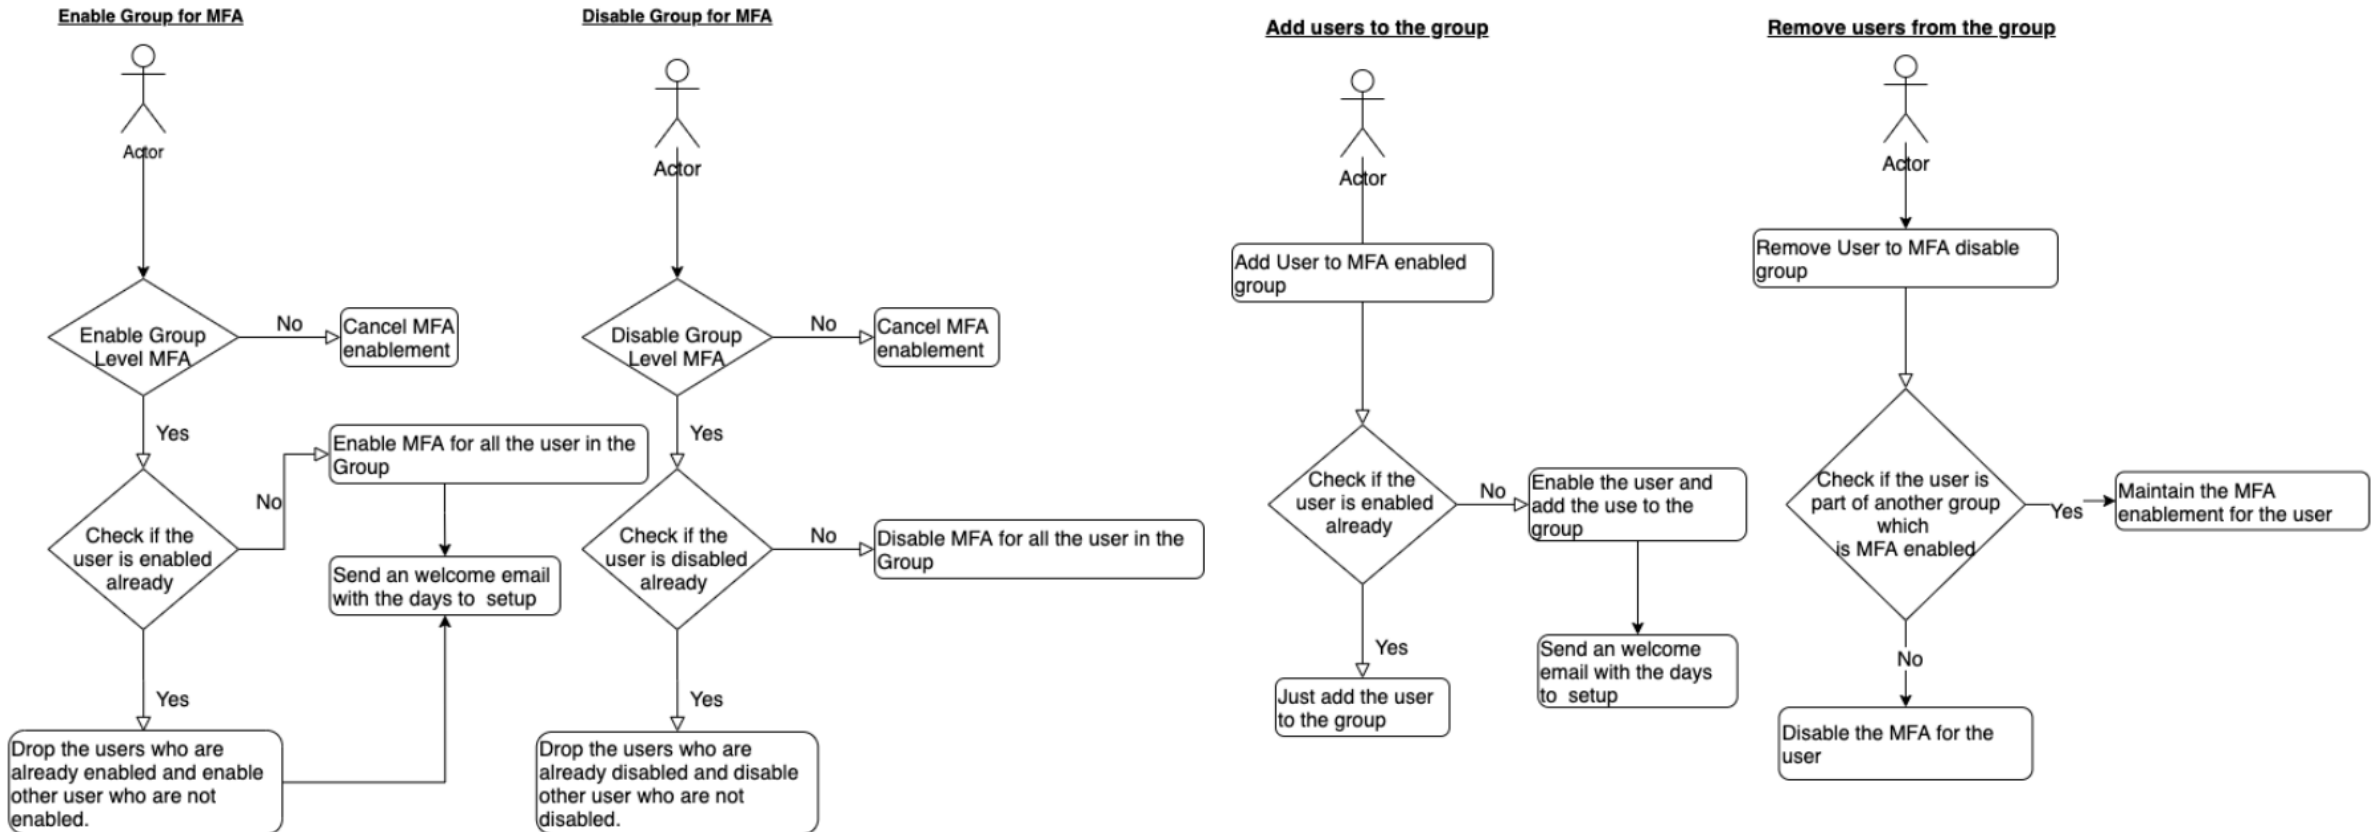 Enable Group for MFA
Actor
Enable Group
Level MFA
No
Cancel MFA
enablement
Yes
Check if the
user is enabled
already
No
Enable MFA for all the user in the
Group
Send an welcome email
with the days to  setup
Yes
Drop the users who are
already enabled and enable
other user who are not
enabled.
Disable Group for MFA
Actor
Disable Group
Level MFA
No
Cancel MFA
enablement
Yes
Check if the
user is disabled
already
No
Disable MFA for all the user in the
Group
Yes
Drop the users who are
already disabled and disable
other user who are not
disabled.
Add users to the group
Actor
Add User to MFA enabled
group
Check if the
user is enabled
already
No
Enable the user and
add the use to the
group
Send an welcome
email with the days
to  setup
Yes
Just add the user
to the group
Remove users from the group
Actor
Remove User to MFA disable
group
Check if the user is
part of another group
which
is MFA enabled
Yes
Maintain the MFA
enablement for the user
No
Disable the MFA for the
user